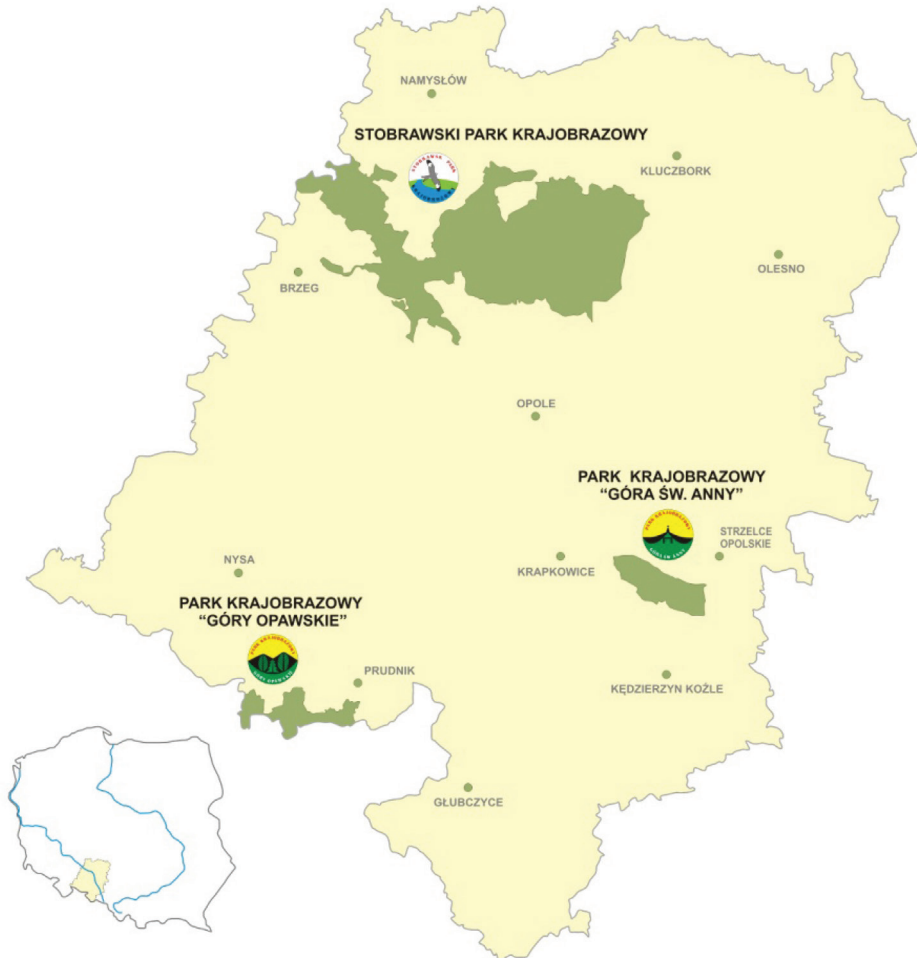 NAMYSŁÓW
STOBRAWSKI PARK KRAJOBRAZOWY
KLUCZBORK
OLESNO
BRZEG
OPOLE
PARK KRAJOBRAZOWY
“GÓRA ŚW. ANNY”
STRZELCE
OPOLSKIE
NYSA
KRAPKOWICE
PARK KRAJOBRAZOWY
“GÓRY OPAWSKIE”
PRUDNIK
KĘDZIERZYN KOŹLE
GŁUBCZYCE